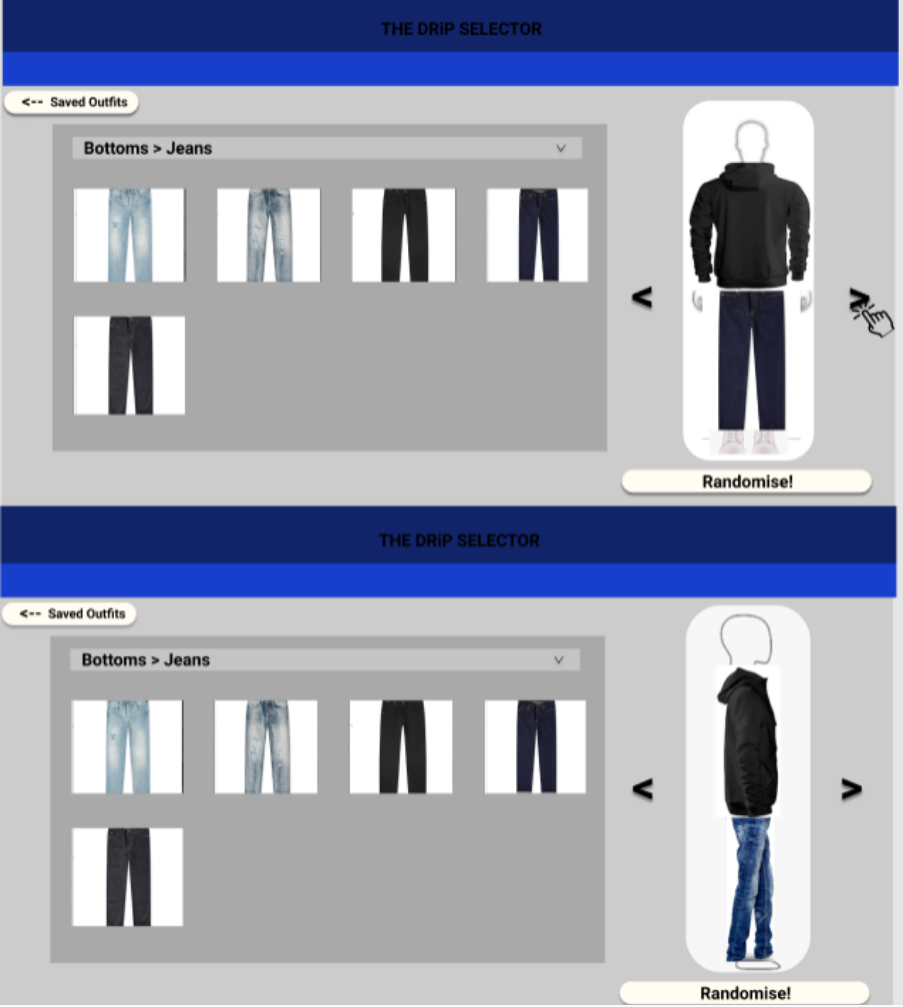 THE DRiP SELECTOR
<-- Saved Outfits
Bottoms > Jeans
< >
Randomise!
THE DRiP SELECTOR
<-- Saved Outfits
Bottoms > Jeans
< >
Randomise!